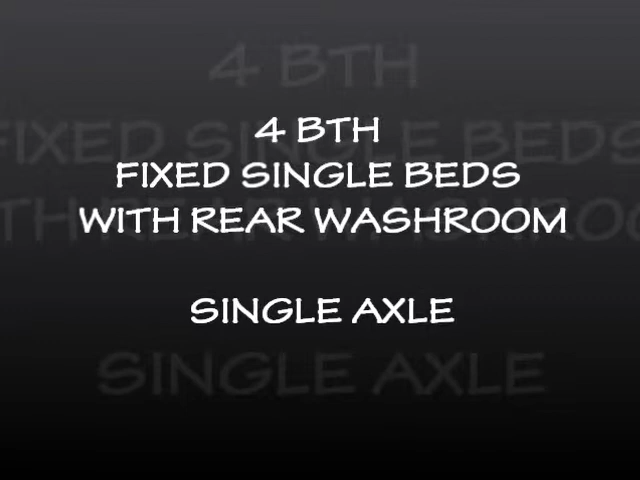 4 BTH
FIXED SINGLE BEDS
WITH REAR WASHROOM
SINGLE AXLE